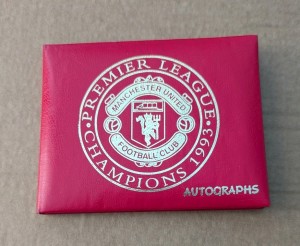 PREMIER LEAGUE
MANCHESTER UNITED
FOOTBALL CLUB
CHAMPIONS 1993
AUTOGRAPHS